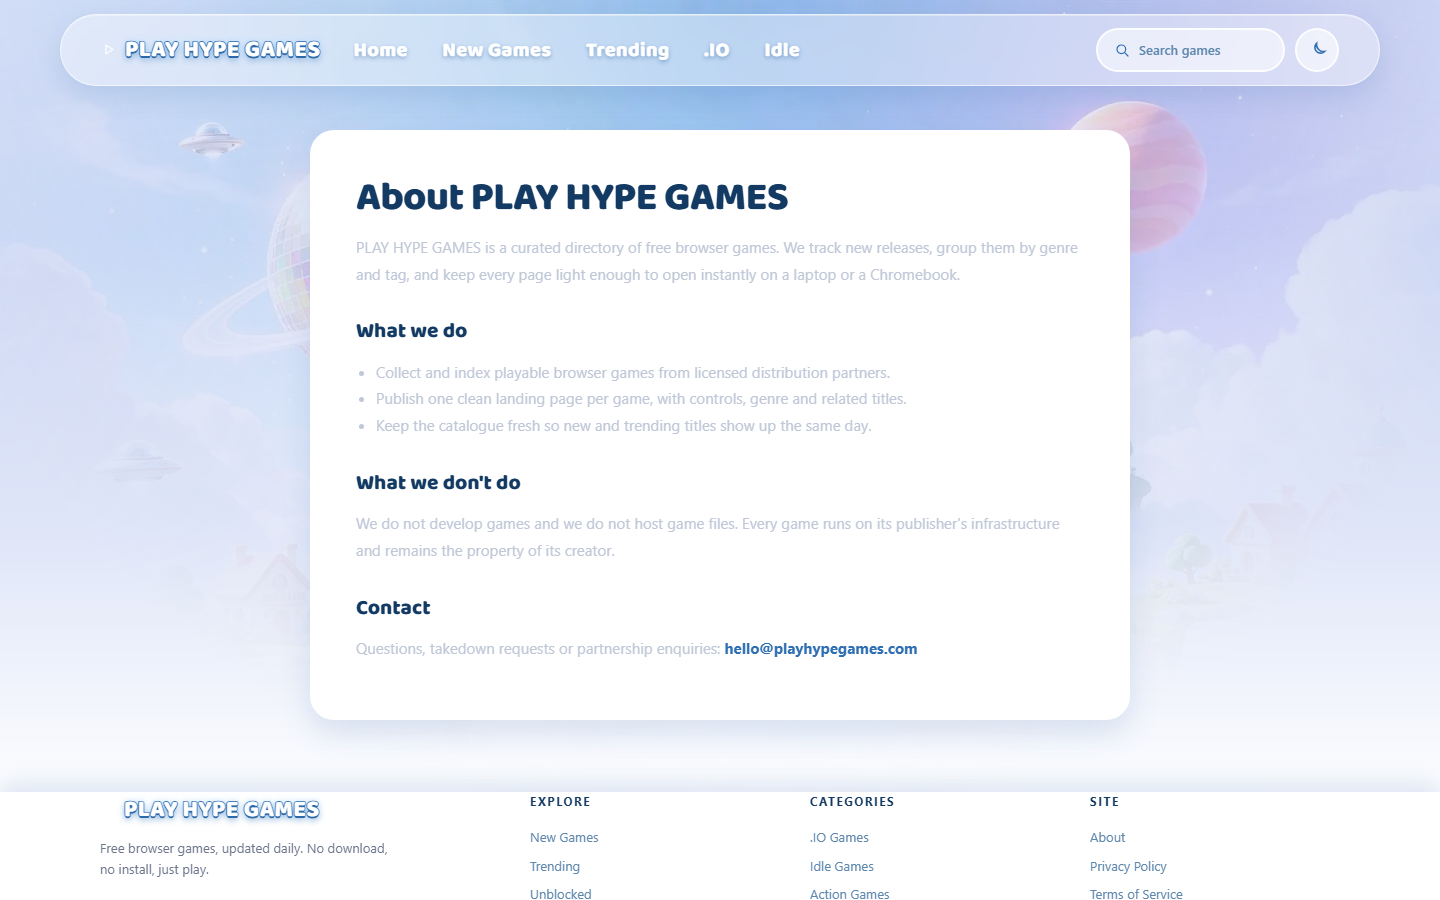 PLAY HYPE GAMES Home New Games Trending .IO Idle Search games
About PLAY HYPE GAMES
PLAY HYPE GAMES is a curated directory of free browser games. We track new releases, group them by genre
and tag, and keep every page light enough to open instantly on a laptop or a Chromebook.
What we do
• Collect and index playable browser games from licensed distribution partners.
• Publish one clean landing page per game, with controls, genre and related titles.
• Keep the catalogue fresh so new and trending titles show up the same day.
What we don't do
We do not develop games and we do not host game files. Every game runs on its publisher's infrastructure
and remains the property of its creator.
Contact
Questions, takedown requests or partnership enquiries: hello@playhypegames.com
PLAY HYPE GAMES
Free browser games, updated daily. No download,
no install, just play.
EXPLORE
New Games
Trending
Unblocked
CATEGORIES
.IO Games
Idle Games
Action Games
SITE
About
Privacy Policy
Terms of Service